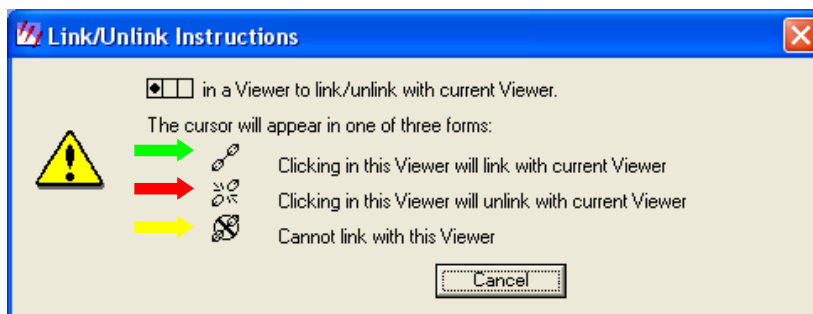 Link/Unlink Instructions
in a Viewer to link/unlink with current Viewer.
The cursor will appear in one of three forms:
Clicking in this Viewer will link with current Viewer
Clicking in this Viewer will unlink with current Viewer
Cannot link with this Viewer
Cancel